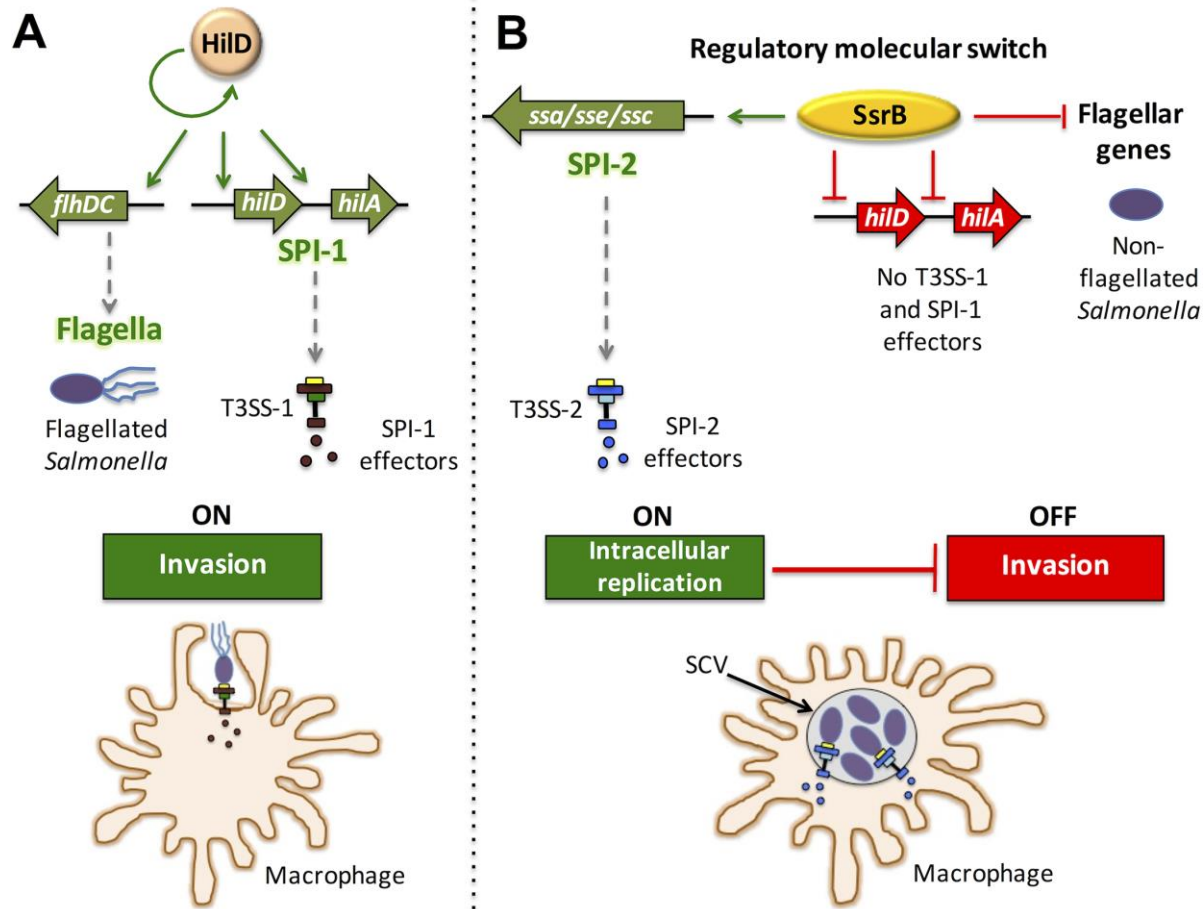 A
HilD
flhDC
hilD
hilA
SPI-1
Flagella
Flagellated
Salmonella
T3SS-1
SPI-1
effectors
ON
Invasion
Macrophage
B
Regulatory molecular switch
ssa/sse/ssc
SsrB
Flagellar
genes
SPI-2
hilD
hilA
No T3SS-1
and SPI-1
effectors
Non-
flagellated
Salmonella
T3SS-2
SPI-2
effectors
ON
Intracellular
replication
OFF
Invasion
SCV
Macrophage